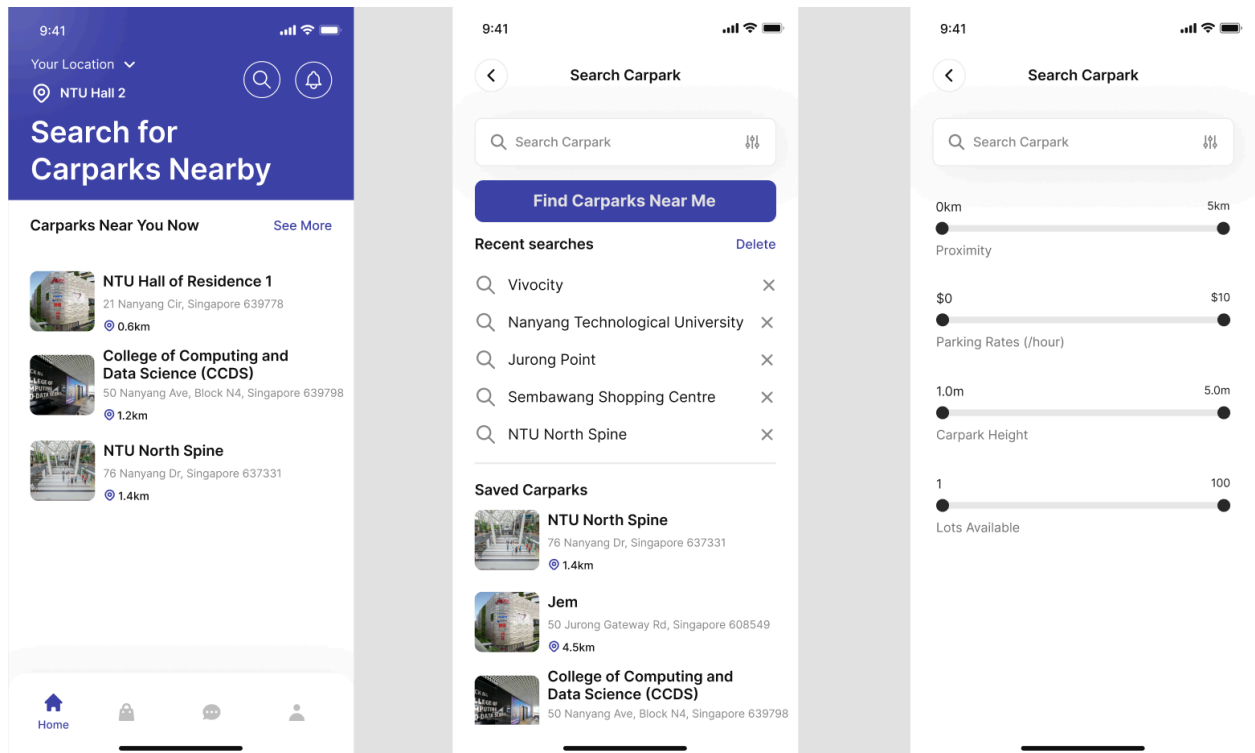 9:41
Your Location
NTU Hall 2
Search for
Carparks Nearby
Carparks Near You Now
See More
NTU Hall of Residence 1
21 Nanyang Cir, Singapore 639778
0.6km
College of Computing and
Data Science (CCDS)
50 Nanyang Ave, Block N4, Singapore 639798
1.2km
NTU North Spine
76 Nanyang Dr, Singapore 637331
1.4km
Home
9:41
Search Carpark
Search Carpark
Find Carparks Near Me
Recent searches
Delete
Vivocity
Nanyang Technological University
Jurong Point
Sembawang Shopping Centre
NTU North Spine
Saved Carparks
NTU North Spine
76 Nanyang Dr, Singapore 637331
1.4km
Jem
50 Jurong Gateway Rd, Singapore 608549
4.5km
College of Computing and
Data Science (CCDS)
50 Nanyang Ave, Block N4, Singapore 639798
9:41
Search Carpark
Search Carpark
0km
5km
Proximity
$0
$10
Parking Rates (/hour)
1.0m
5.0m
Carpark Height
1
100
Lots Available